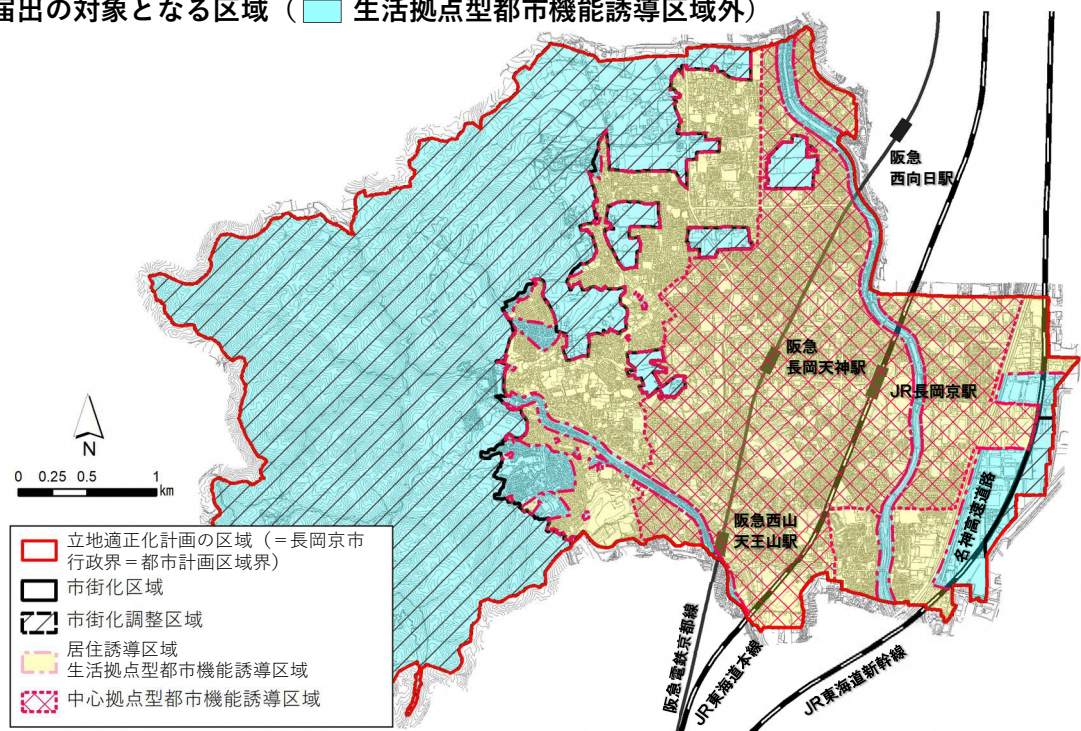 届出の対象となる区域（ 生活拠点型都市機能誘導区域外）
阪急
西向日駅
阪急
長岡天神駅
JR長岡京駅
N
0 0.25 0.5 1
km
名神高速道路
阪急西山
天王山駅
阪急電鉄京都線
JR東海道本線
JR東海道新幹線
立地適正化計画の区域（＝長岡京市
行政界＝都市計画区域界）
市街化区域
市街化調整区域
居住誘導区域
生活拠点型都市機能誘導区域
中心拠点型都市機能誘導区域